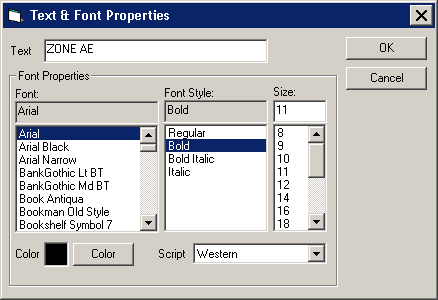 Text & Font Properties
Text ZONE AE OK
Cancel
Font Properties
Font: Font Style: Size:
Arial Bold 11
Arial Regular 8
Arial Black Bold 9
Arial Narrow Bold Italic 10
BankGothic Lt BT Italic 11
BankGothic Md BT 12
Book Antiqua 14
Bookman Old Style 16
Bookshelf Symbol 7 18
Color Color Script Western